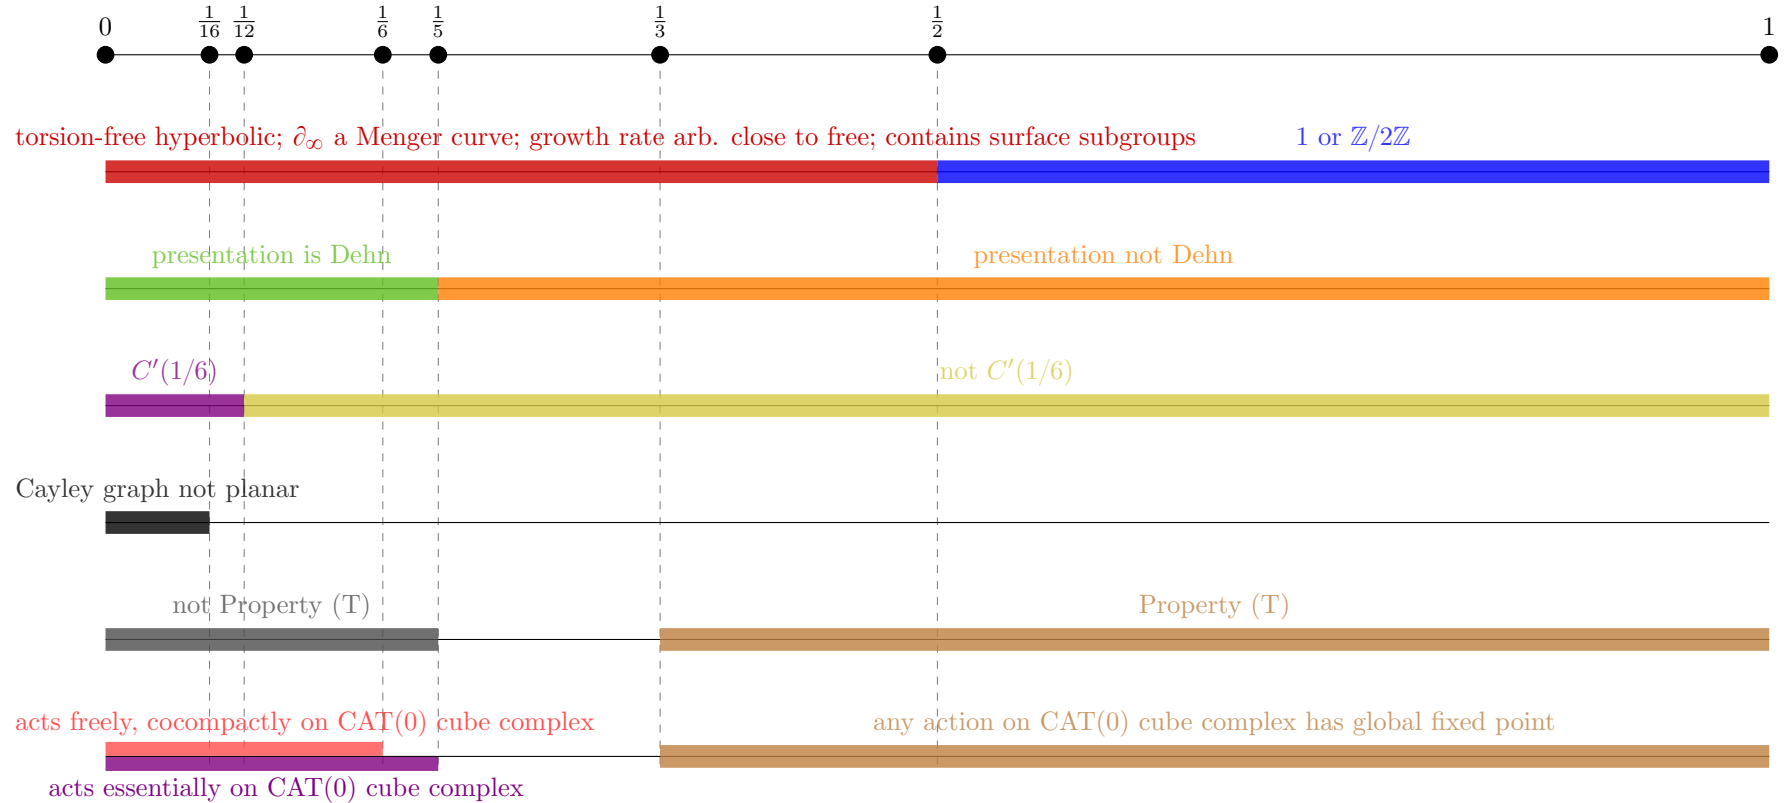 0 1/16 1/12 1/6 1/5 1/3 1/2 1
torsion-free hyperbolic; ∂∞ a Menger curve; growth rate arb. close to free; contains surface subgroups 1 or ℤ/2ℤ
presentation is Dehn presentation not Dehn
C′(1/6) not C′(1/6)
Cayley graph not planar
not Property (T) Property (T)
acts freely, cocompactly on CAT(0) cube complex any action on CAT(0) cube complex has global fixed point
acts essentially on CAT(0) cube complex